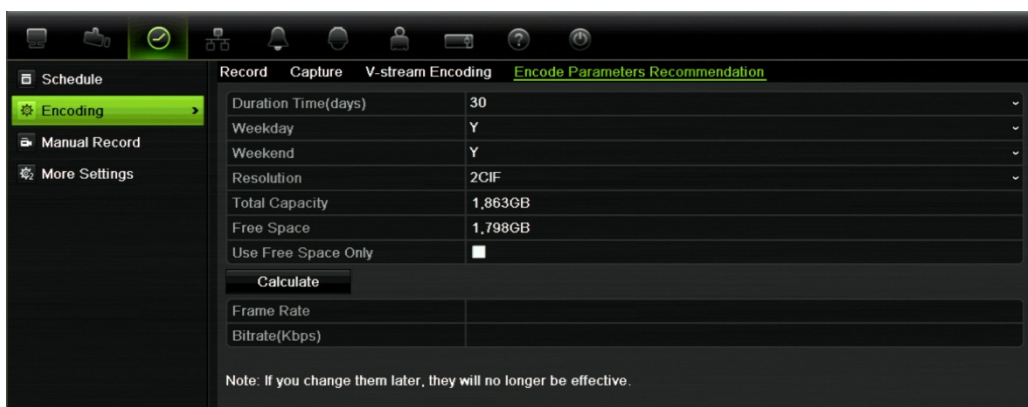 Record Capture V-stream Encoding Encode Parameters Recommendation
Schedule
Encoding
Manual Record
More Settings
Duration Time(days) 30
Weekday Y
Weekend Y
Resolution 2CIF
Total Capacity 1,863GB
Free Space 1,798GB
Use Free Space Only
Calculate
Frame Rate
Bitrate(Kbps)
Note: If you change them later, they will no longer be effective.